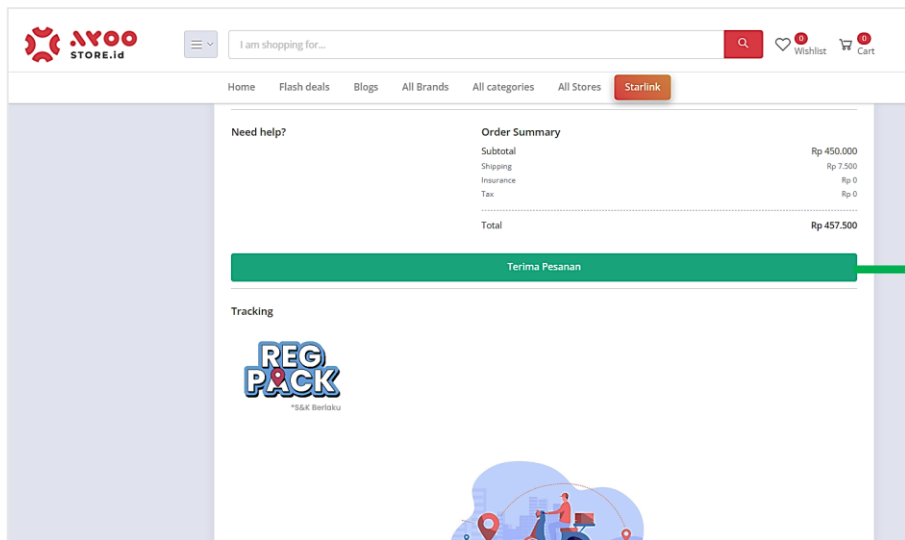 AYOO
STORE.id
I am shopping for...
0
Wishlist
0
Cart
Home Flash deals Blogs All Brands All categories All Stores Starlink
Need help?
Order Summary
Subtotal Rp 450.000
Shipping Rp 7.500
Insurance Rp 0
Tax Rp 0
Total Rp 457.500
Terima Pesanan
Tracking
REG
PACK
*S&K Berlaku